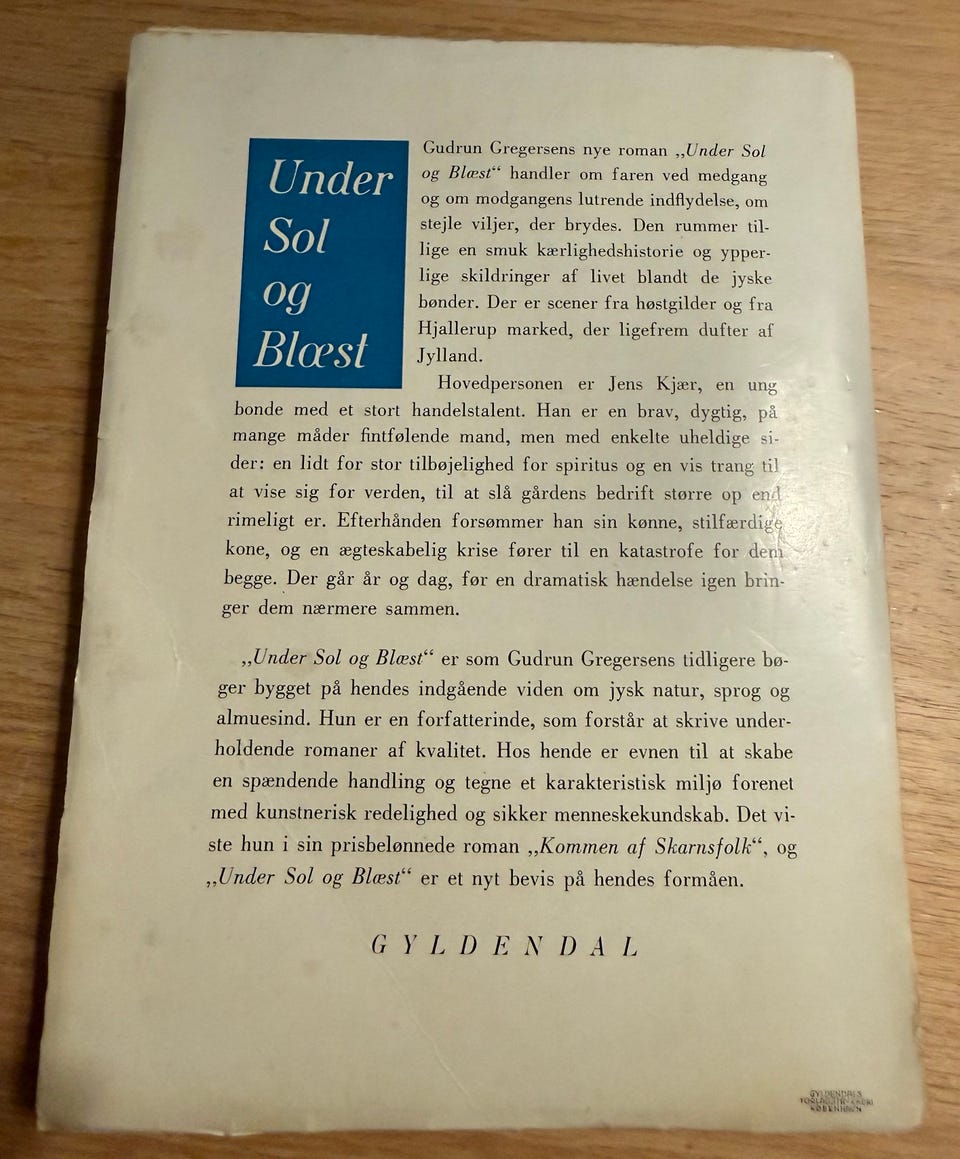 Under
Sol
og
Blæst
Gudrun Gregersens nye roman „Under Sol
og Blæst“ handler om faren ved medgang
og om modgangens lutrende indflydelse, om
stejle viljer, der brydes. Den rummer til-
lige en smuk kærlighedshistorie og ypper-
lige skildringer af livet blandt de jyske
bønder. Der er scener fra høstgilder og fra
Hjallerup marked, der ligefrem dufter af
Jylland.
Hovedpersonen er Jens Kjær, en ung
bonde med et stort handelstalent. Han er en brav, dygtig, på
mange måder fintfølende mand, men med enkelte uheldige si-
der: en lidt for stor tilbøjelighed for spiritus og en vis trang til
at vise sig for verden, til at slå gårdens bedrift større op end
rimeligt er. Efterhånden forsømmer han sin kønne, stilfærdige
kone, og en ægteskabelig krise fører til en katastrofe for dem
begge. Der går år og dag, før en dramatisk hændelse igen brin-
ger dem nærmere sammen.
„Under Sol og Blæst“ er som Gudrun Gregersens tidligere bø-
ger bygget på hendes indgående viden om jysk natur, sprog og
almuesind. Hun er en forfatterinde, som forstår at skrive under-
holdende romaner af kvalitet. Hos hende er evnen til at skabe
en spændende handling og tegne et karakteristisk miljø forenet
med kunstnerisk redelighed og sikker menneskekundskab. Det vi-
ste hun i sin prisbelønnede roman „Kommen af Skarnsfolk“, og
„Under Sol og Blæst“ er et nyt bevis på hendes formåen.
GYLDENDAL
GYLDENDALS
KØBENHAVN